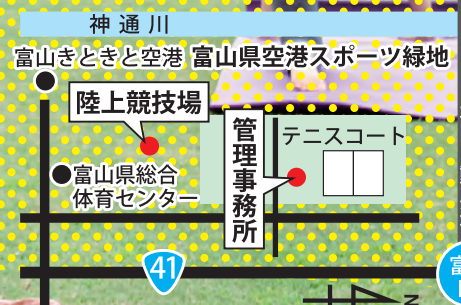 神通川
富山きときと空港 富山県空港スポーツ緑地
陸上競技場
管理事務所
テニスコート
富山県総合
体育センター
41
富
N